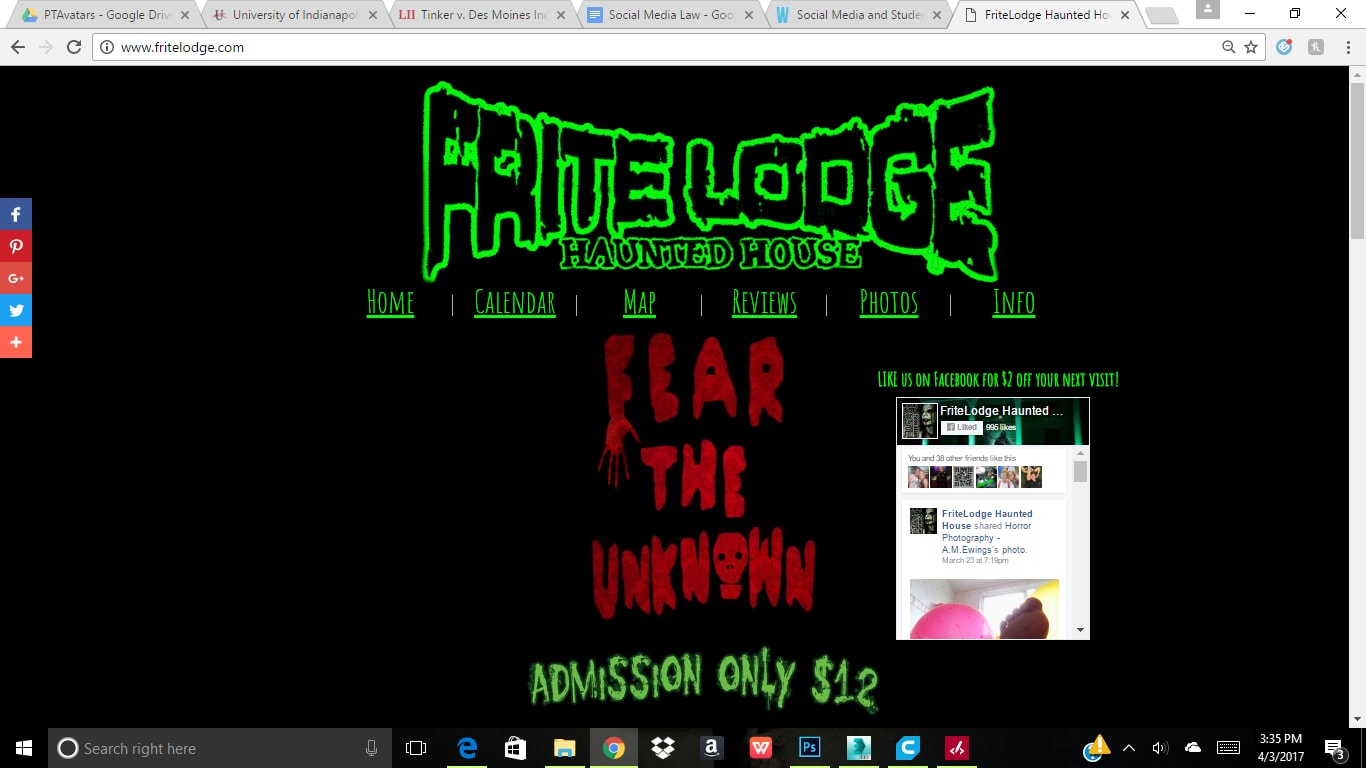 PTAvatars - Google Driv
University of Indianapol
LII
Tinker v. Des Moines Ind
Social Media Law - Goo
W
Social Media and Studen
FriteLodge Haunted Ho
www.fritelodge.com
FRITE LODGE
HAUNTED HOUSE
Home | Calendar | Map | Reviews | Photos | Info
FEAR
THE
UNKNOWN
LIKE us on Facebook for $2 off your next visit!
FriteLodge Haunted ...
Liked
995 likes
You and 38 other friends like this
FriteLodge Haunted
House shared Horror
Photography -
A.M.Ewings's photo.
March 23 at 7:19pm
ADMISSION ONLY $12
Search right here
3:35 PM
4/3/2017
3